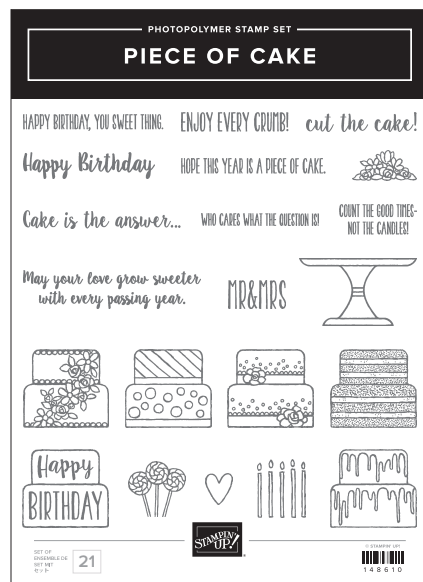 PHOTOPOLYMER STAMP SET
PIECE OF CAKE
HAPPY BIRTHDAY, YOU SWEET THING.
ENJOY EVERY CRUMB!
cut the cake!
Happy Birthday
HOPE THIS YEAR IS A PIECE OF CAKE.
Cake is the answer...
WHO CARES WHAT THE QUESTION IS!
COUNT THE GOOD TIMES-
NOT THE CANDLES!
May your love grow sweeter
with every passing year.
MR&MRS
Happy
BIRTHDAY
SET OF
ENSEMBLE DE
SET MIT
セット
21
STAMPIN' UP!
© STAMPIN' UP!
148610